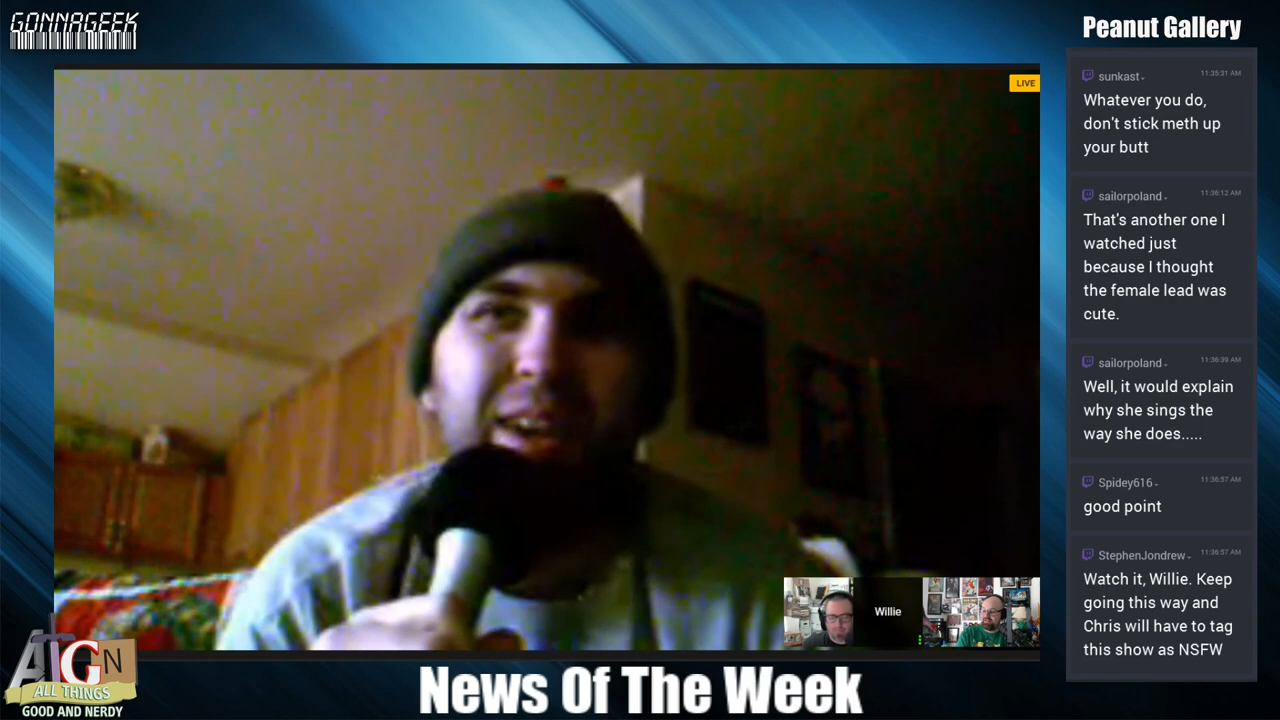 GONNAGEEK
Peanut Gallery
LIVE
sunkast
11:35:31 AM
Whatever you do,
don't stick meth up
your butt
sailorpoland
11:36:12 AM
That's another one I
watched just
because I thought
the female lead was
cute.
sailorpoland
11:36:39 AM
Well, it would explain
why she sings the
way she does.....
Spidey616
11:36:57 AM
good point
StephenJondrew
11:36:57 AM
Watch it, Willie. Keep
going this way and
Chris will have to tag
this show as NSFW
Willie
ATGN
ALL THINGS
GOOD AND NERDY
News Of The Week